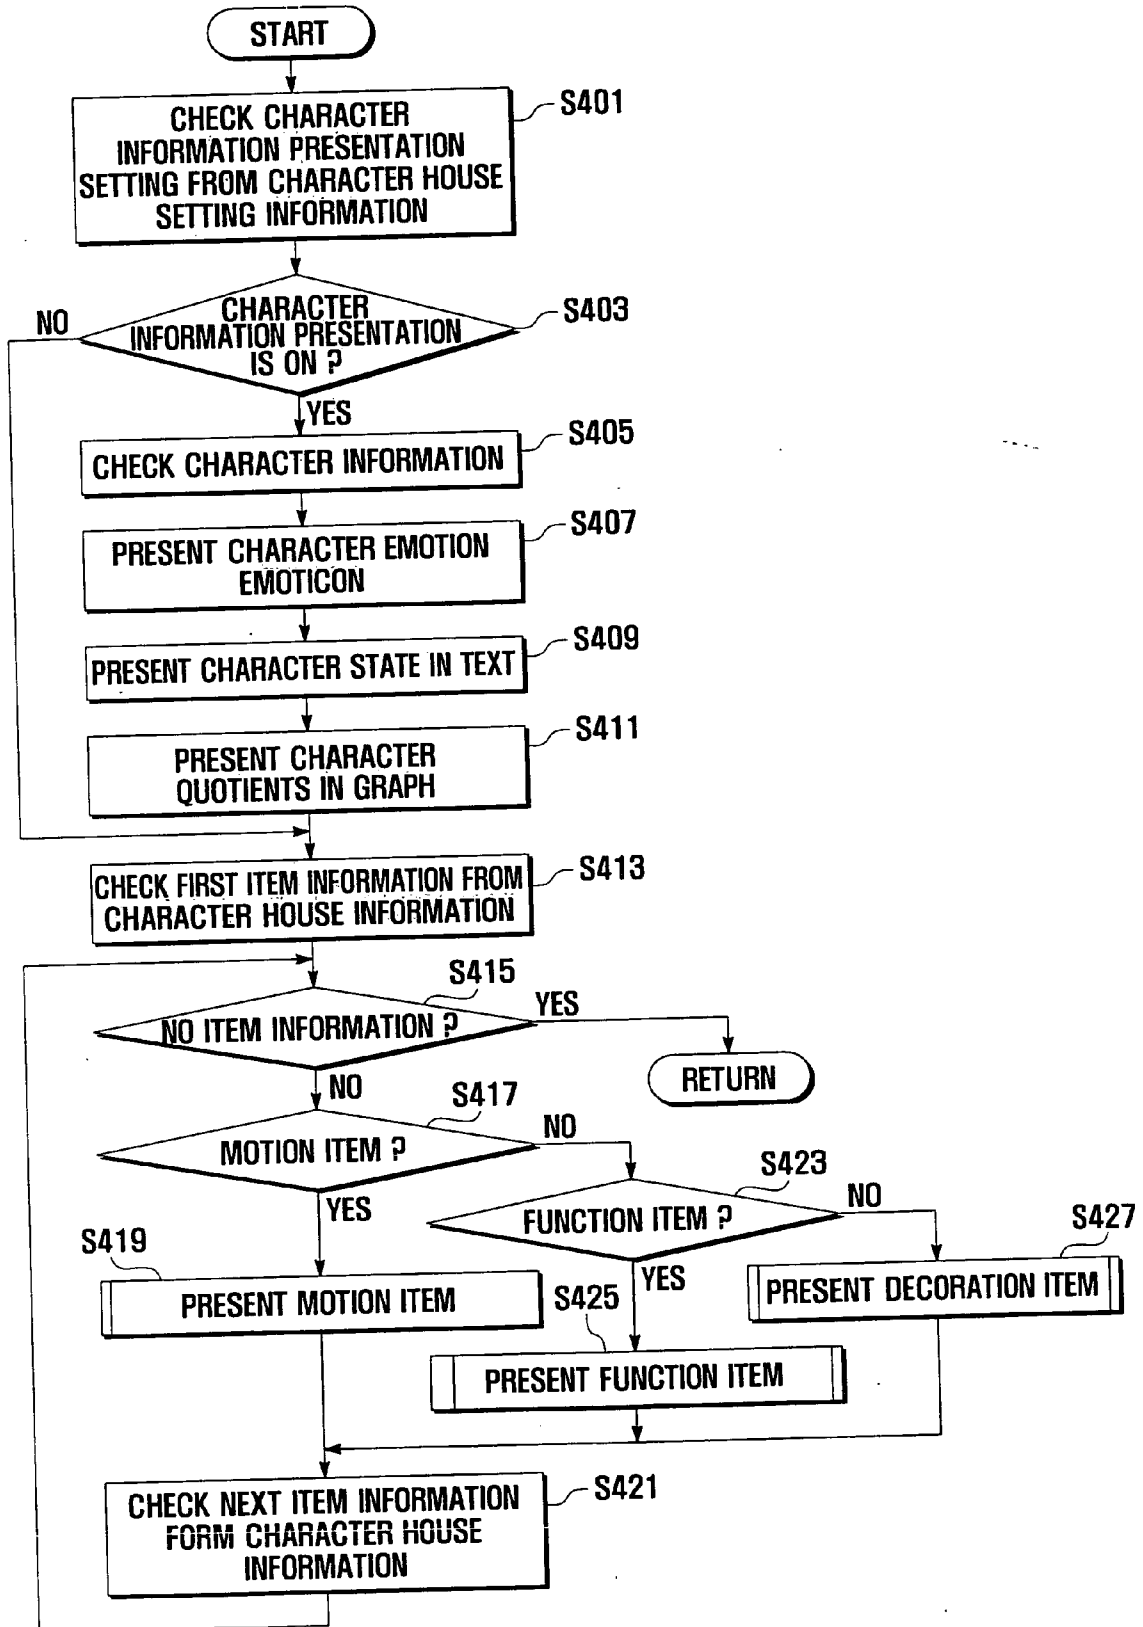 START
S401
CHECK CHARACTER
INFORMATION PRESENTATION
SETTING FROM CHARACTER HOUSE
SETTING INFORMATION
NO
S403
CHARACTER
INFORMATION PRESENTATION
IS ON ?
YES
S405
CHECK CHARACTER INFORMATION
S407
PRESENT CHARACTER EMOTION
EMOTICON
S409
PRESENT CHARACTER STATE IN TEXT
S411
PRESENT CHARACTER
QUOTIENTS IN GRAPH
S413
CHECK FIRST ITEM INFORMATION FROM
CHARACTER HOUSE INFORMATION
S415
NO ITEM INFORMATION ?
YES
RETURN
NO
S417
MOTION ITEM ?
NO
YES
S423
FUNCTION ITEM ?
NO
YES
S419
PRESENT MOTION ITEM
S427
PRESENT DECORATION ITEM
S425
PRESENT FUNCTION ITEM
S421
CHECK NEXT ITEM INFORMATION
FORM CHARACTER HOUSE
INFORMATION